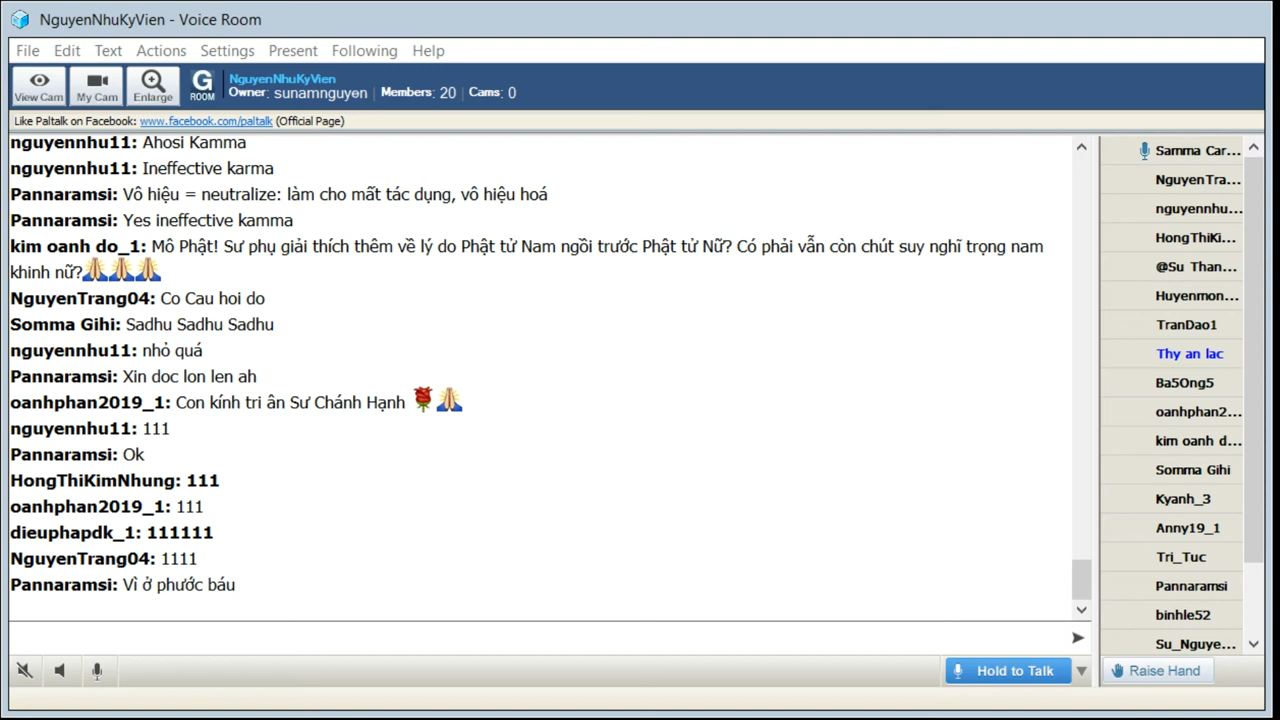 NguyenNhuKyVien - Voice Room
File Edit Text Actions Settings Present Following Help
View Cam My Cam Enlarge G ROOM NguyenNhuKyVien
Owner: sunamnguyen | Members: 20 | Cams: 0
Like Paltalk on Facebook: www.facebook.com/paltalk (Official Page)
nguyennhu11: Ahosi Kamma
nguyennhu11: Ineffective karma
Pannaramsi: Vô hiệu = neutralize: làm cho mất tác dụng, vô hiệu hoá
Pannaramsi: Yes ineffective kamma
kim oanh do_1: Mô Phật! Sư phụ giải thích thêm về lý do Phật tử Nam ngồi trước Phật tử Nữ? Có phải vẫn còn chút suy nghĩ trọng nam
khinh nữ?🙏🙏🙏
NguyenTrang04: Co Cau hoi do
Somma Gihi: Sadhu Sadhu Sadhu
nguyennhu11: nhỏ quá
Pannaramsi: Xin doc lon len ah
oanhphan2019_1: Con kính tri ân Sư Chánh Hạnh 🌹🙏
nguyennhu11: 111
Pannaramsi: Ok
HongThiKimNhung: 111
oanhphan2019_1: 111
dieuphapdk_1: 111111
NguyenTrang04: 1111
Pannaramsi: Vì ở phước báu
Samma Car...
NguyenTra...
nguyennhu...
HongThiKi...
@Su Than...
Huyenmon...
TranDao1
Thy an lac
Ba5Ong5
oanhphan2...
kim oanh d...
Somma Gihi
Kyanh_3
Anny19_1
Tri_Tuc
Pannaramsi
binhle52
Su_Nguye...
Hold to Talk
Raise Hand